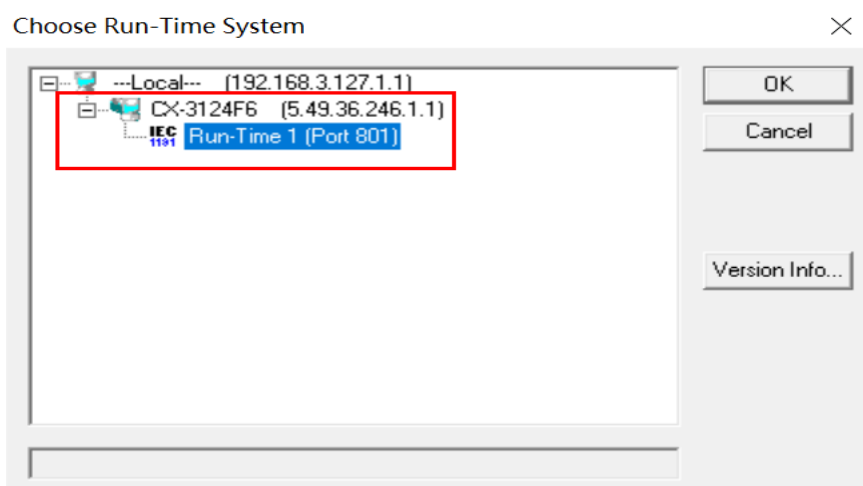 Choose Run-Time System
---Local--- (192.168.3.127.1.1)
CX-3124F6 (5.49.36.246.1.1)
IEC 1131 Run-Time 1 (Port 801)
OK
Cancel
Version Info...